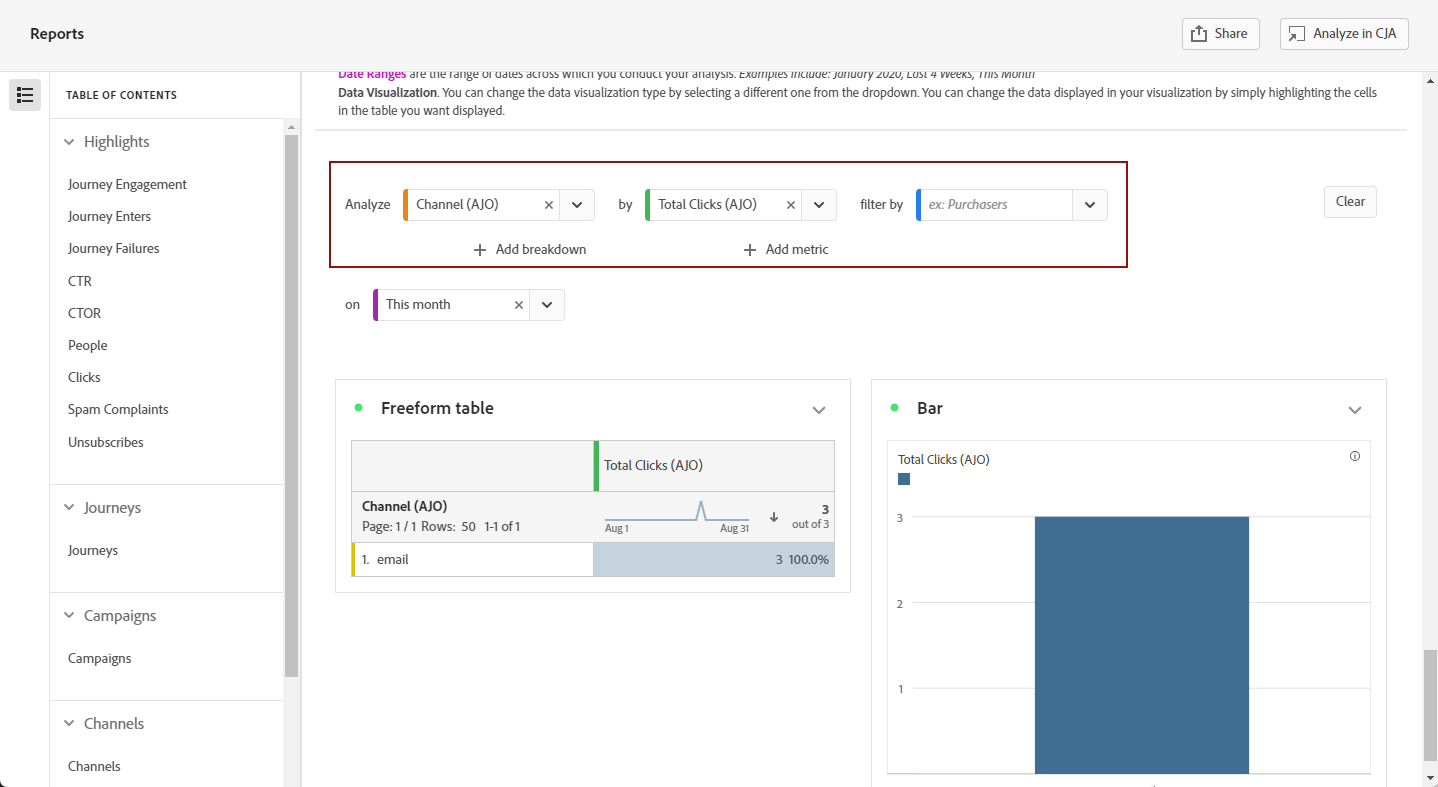 Reports
Share
Analyze in CJA
TABLE OF CONTENTS
Highlights
Journey Engagement
Journey Enters
Journey Failures
CTR
CTOR
People
Clicks
Spam Complaints
Unsubscribes
Journeys
Journeys
Campaigns
Campaigns
Channels
Channels
Date Ranges are the range of dates across which you conduct your analysis. Examples include: January 2020, Last 4 Weeks, This Month
Data Visualization. You can change the data visualization type by selecting a different one from the dropdown. You can change the data displayed in your visualization by simply highlighting the cells
in the table you want displayed.
Analyze Channel (AJO) by Total Clicks (AJO) filter by ex: Purchasers
Clear
Add breakdown Add metric
on This month
Freeform table
Total Clicks (AJO)
Channel (AJO)
Page: 1 / 1 Rows: 50 1-1 of 1
Aug 1 Aug 31
3
out of 3
1. email 3 100.0%
Bar
Total Clicks (AJO)
3
2
1